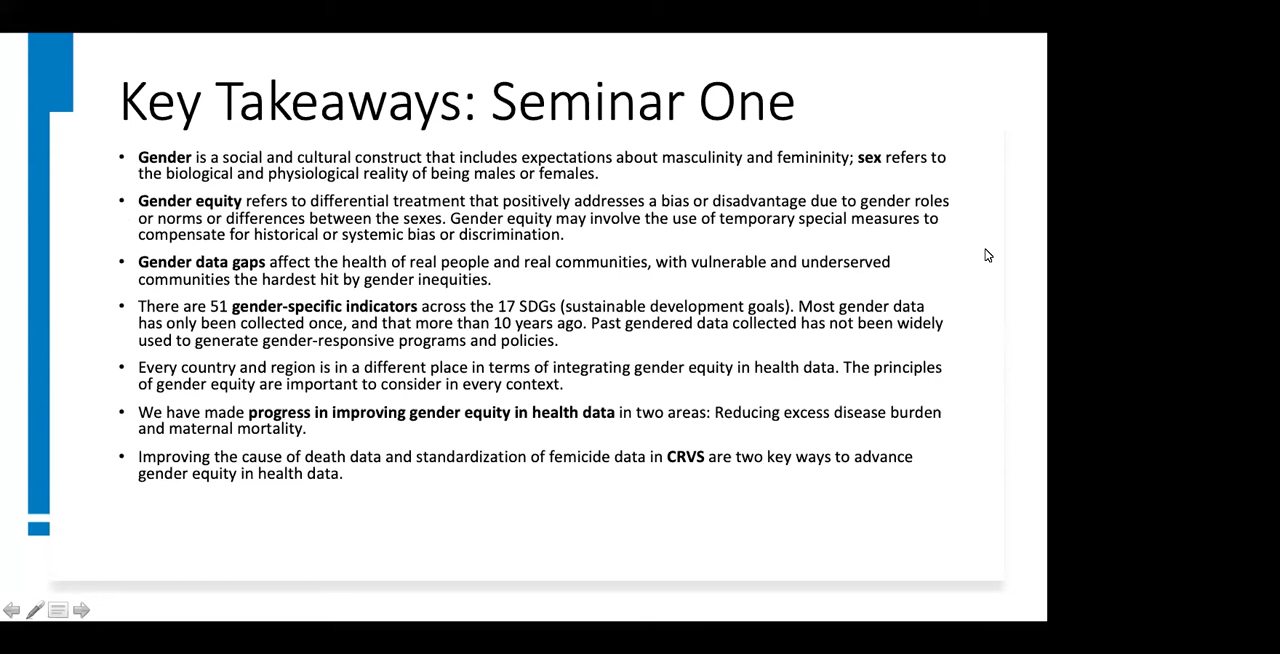 Key Takeaways: Seminar One
• Gender is a social and cultural construct that includes expectations about masculinity and femininity; sex refers to
the biological and physiological reality of being males or females.
• Gender equity refers to differential treatment that positively addresses a bias or disadvantage due to gender roles
or norms or differences between the sexes. Gender equity may involve the use of temporary special measures to
compensate for historical or systemic bias or discrimination.
• Gender data gaps affect the health of real people and real communities, with vulnerable and underserved
communities the hardest hit by gender inequities.
• There are 51 gender-specific indicators across the 17 SDGs (sustainable development goals). Most gender data
has only been collected once, and that more than 10 years ago. Past gendered data collected has not been widely
used to generate gender-responsive programs and policies.
• Every country and region is in a different place in terms of integrating gender equity in health data. The principles
of gender equity are important to consider in every context.
• We have made progress in improving gender equity in health data in two areas: Reducing excess disease burden
and maternal mortality.
• Improving the cause of death data and standardization of femicide data in CRVS are two key ways to advance
gender equity in health data.